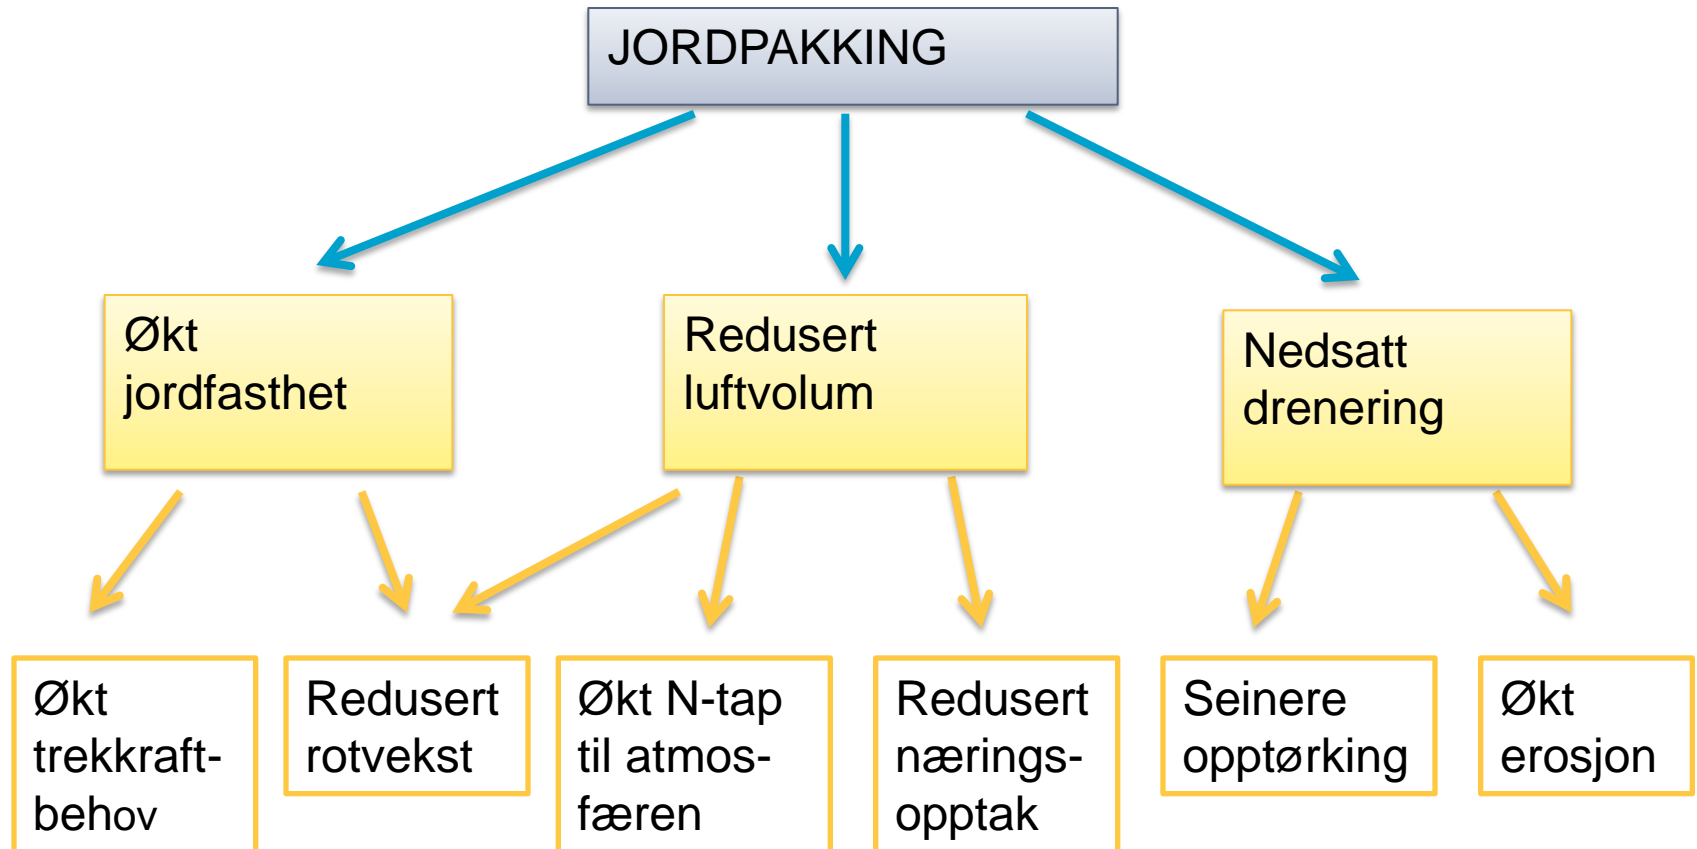 JORDPAKKING
Økt
jordfasthet
Redusert
luftvolum
Nedsatt
drenering
Økt
trekkraft-
behov
Redusert
rotvekst
Økt N-tap
til atmos-
færen
Redusert
nærings-
opptak
Seinere
opptørking
Økt
erosjon